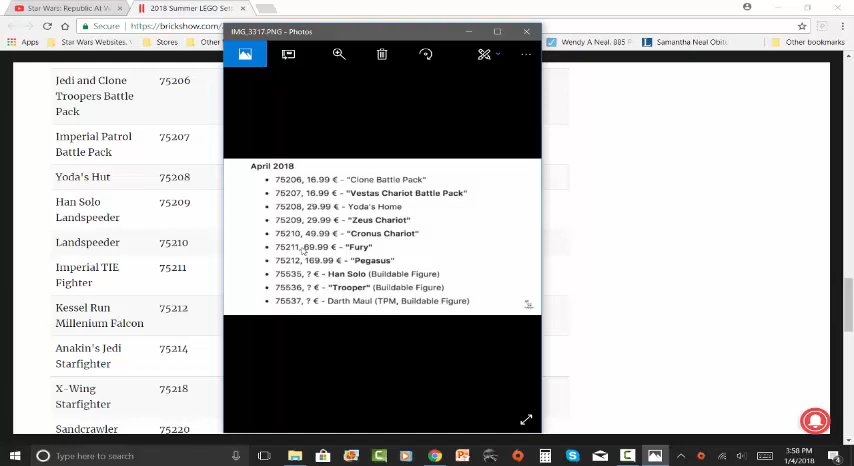 Star Wars: Republic At W
2018 Summer LEGO Set
Secure
https://brickshow.com/
Apps
Star Wars Websites
Stores
Other
Wendy A Neal, 885 P
Samantha Neal Obit
Other bookmarks
IMG_3317.PNG - Photos
Jedi and Clone
Troopers Battle
Pack
75206
Imperial Patrol
Battle Pack
75207
Yoda's Hut
75208
Han Solo
Landspeeder
75209
Landspeeder
75210
Imperial TIE
Fighter
75211
Kessel Run
Millenium Falcon
75212
Anakin's Jedi
Starfighter
75214
X-Wing
Starfighter
75218
Sandcrawler
75220
April 2018
• 75206, 16.99 € – "Clone Battle Pack"
• 75207, 16.99 € – "Vestas Chariot Battle Pack"
• 75208, 29.99 € – Yoda's Home
• 75209, 29.99 € – "Zeus Chariot"
• 75210, 49.99 € – "Cronus Chariot"
• 75211, 69.99 € – "Fury"
• 75212, 169.99 € – "Pegasus"
• 75535, ? € – Han Solo (Buildable Figure)
• 75536, ? € – "Trooper" (Buildable Figure)
• 75537, ? € – Darth Maul (TPM, Buildable Figure)
Type here to search
3:58 PM
1/4/2018
4